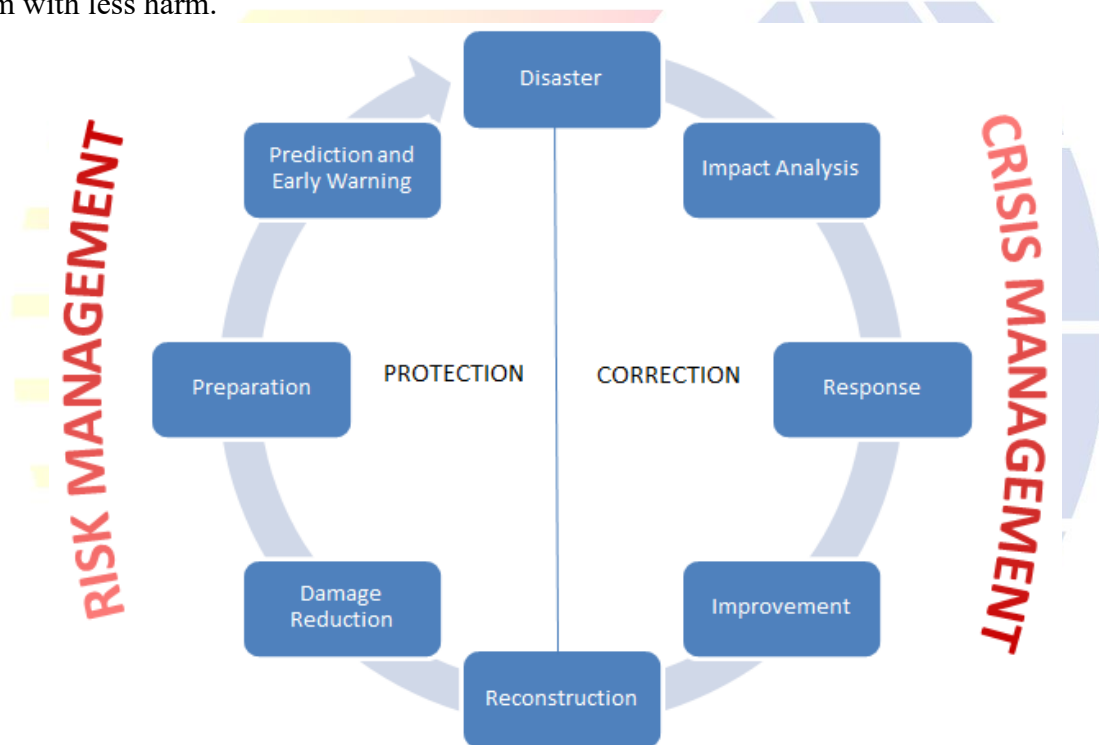 m with less harm.
Disaster
Prediction and
Early Warning
Impact Analysis
RISK MANAGEMENT
CRISIS MANAGEMENT
Preparation
PROTECTION
CORRECTION
Response
Damage
Reduction
Improvement
Reconstruction